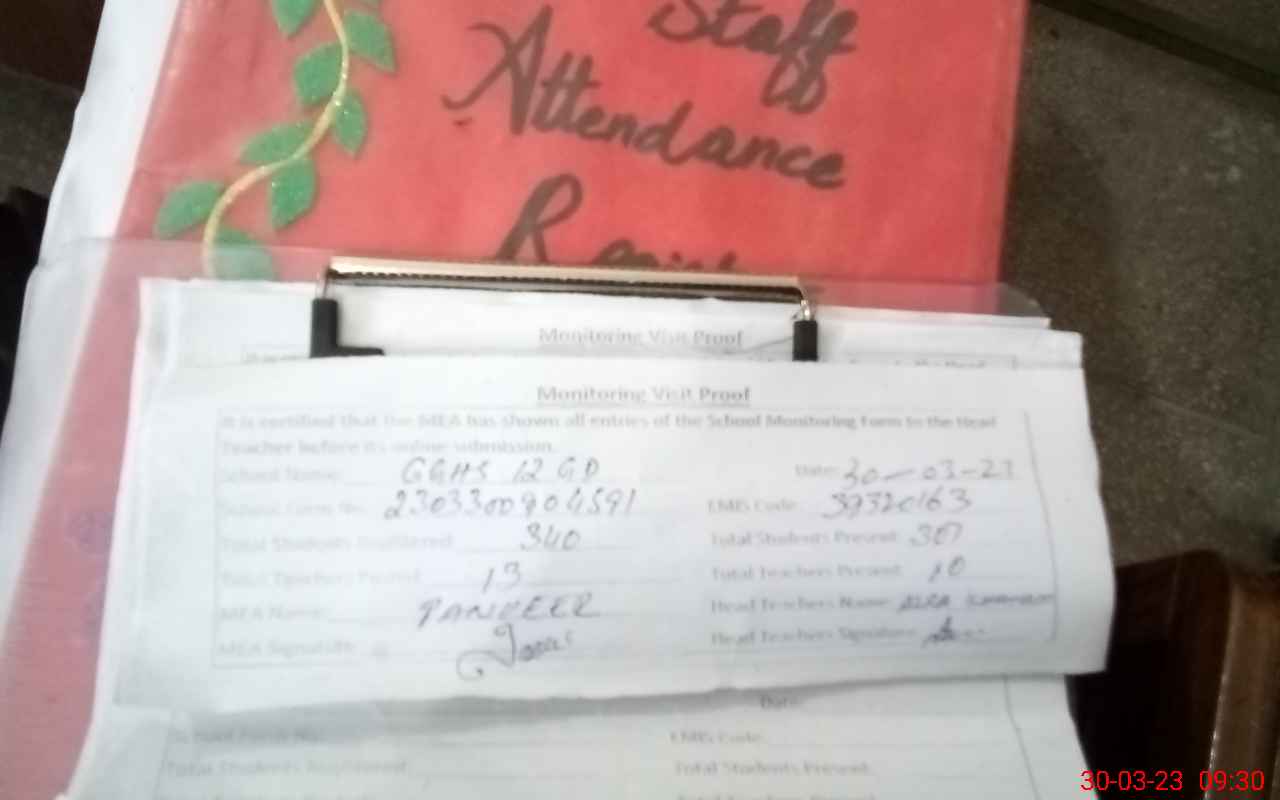 Staff
Attendance
Monitoring Visit Proof
Monitoring Visit Proof
It is certified that the MEA has shown all entries of the School Monitoring Form to the Head
Teacher before its online submission.
School Name: GGHS 12 GD Date: 30-03-23
School Form No. 2303300904591 EMIS Code: 39320163
Total Students Registered: 340 Total Students Present: 307
Total Teachers Posted: 13 Total Teachers Present: 10
MEA Name: TANVEER Head Teachers Name:
MEA Signature: Head Teachers Signature:
Date:
School Form No. EMIS Code:
Total Students Registered: Total Students Present:
30-03-23 09:30